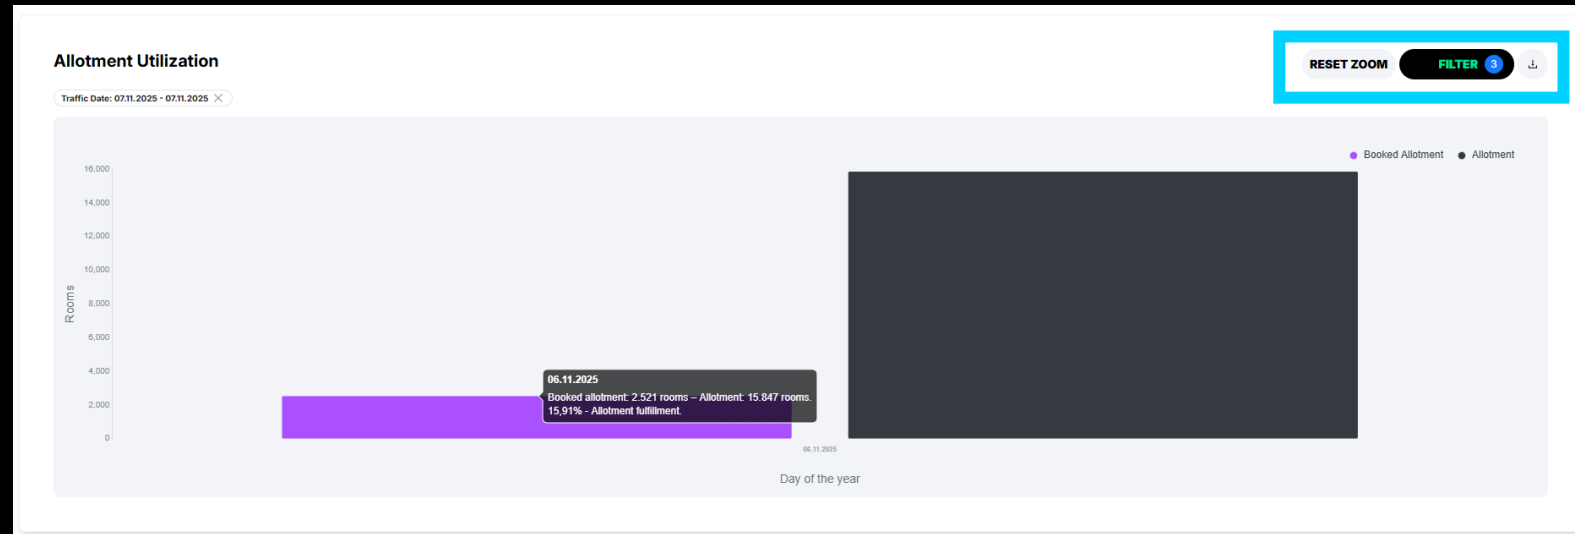 Allotment Utilization
RESET ZOOM
FILTER 3
Traffic Date: 07.11.2025 - 07.11.2025
Booked Allotment
Allotment
16,000
14,000
12,000
10,000
8,000
6,000
4,000
2,000
0
Rooms
06.11.2025
Booked allotment: 2.521 rooms – Allotment: 15.847 rooms.
15,91% - Allotment fulfillment.
06.11.2025
Day of the year